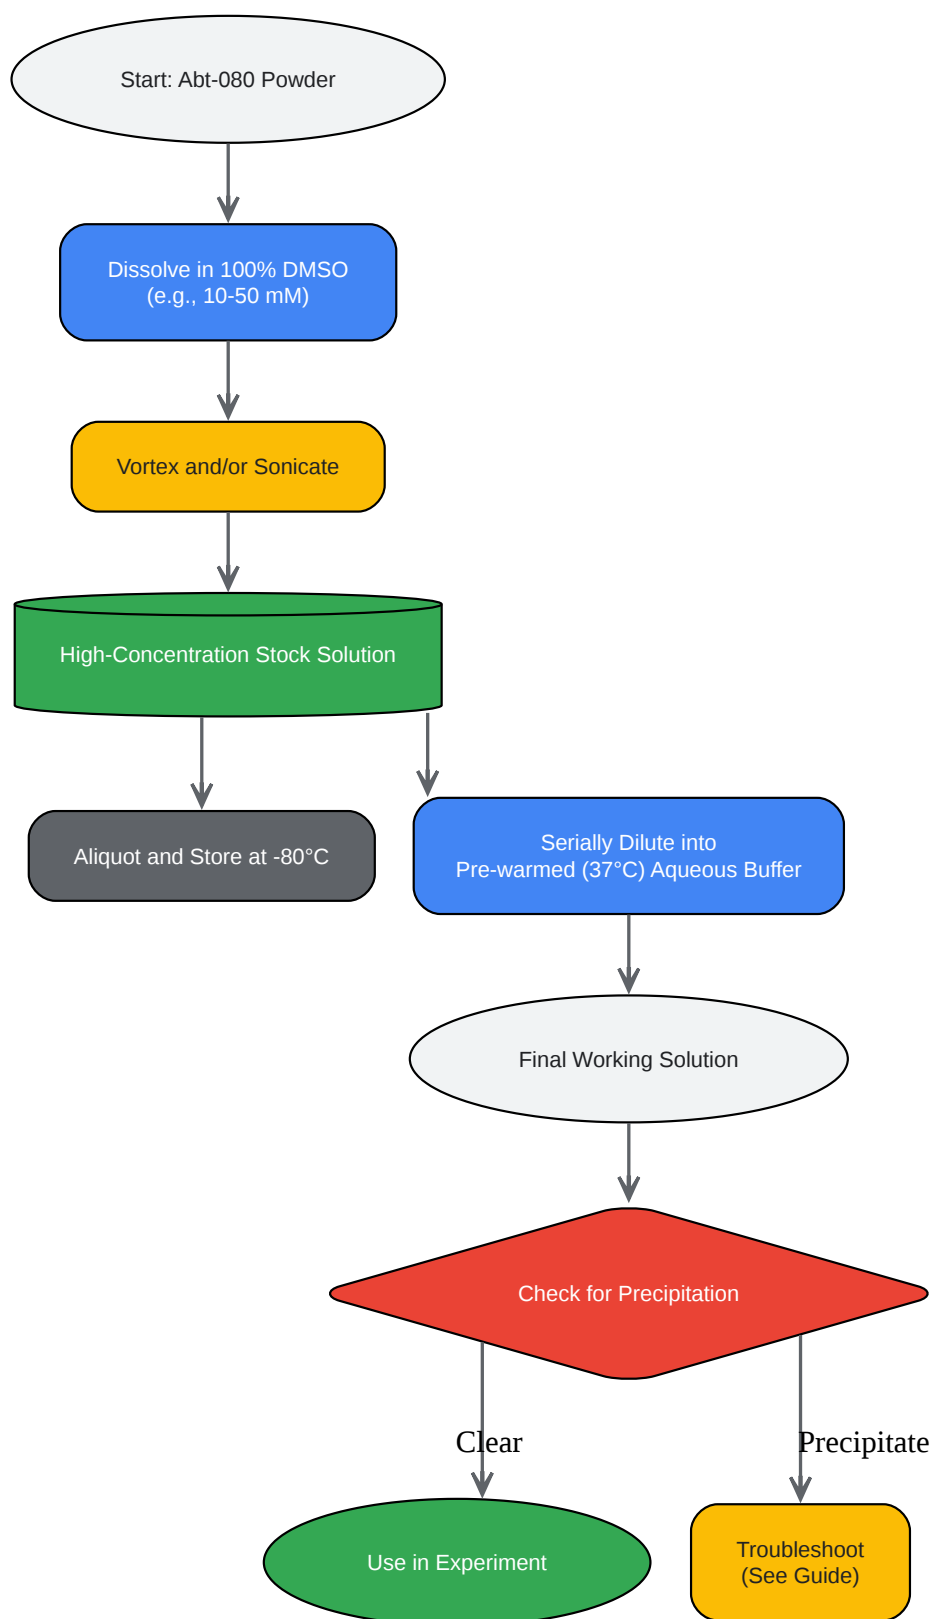 Start: Abt-080 Powder
Dissolve in 100% DMSO
(e.g., 10-50 mM)
Vortex and/or Sonicate
High-Concentration Stock Solution
Aliquot and Store at -80°C
Serially Dilute into
Pre-warmed (37°C) Aqueous Buffer
Final Working Solution
Check for Precipitation
Clear
Precipitate
Use in Experiment
Troubleshoot
(See Guide)